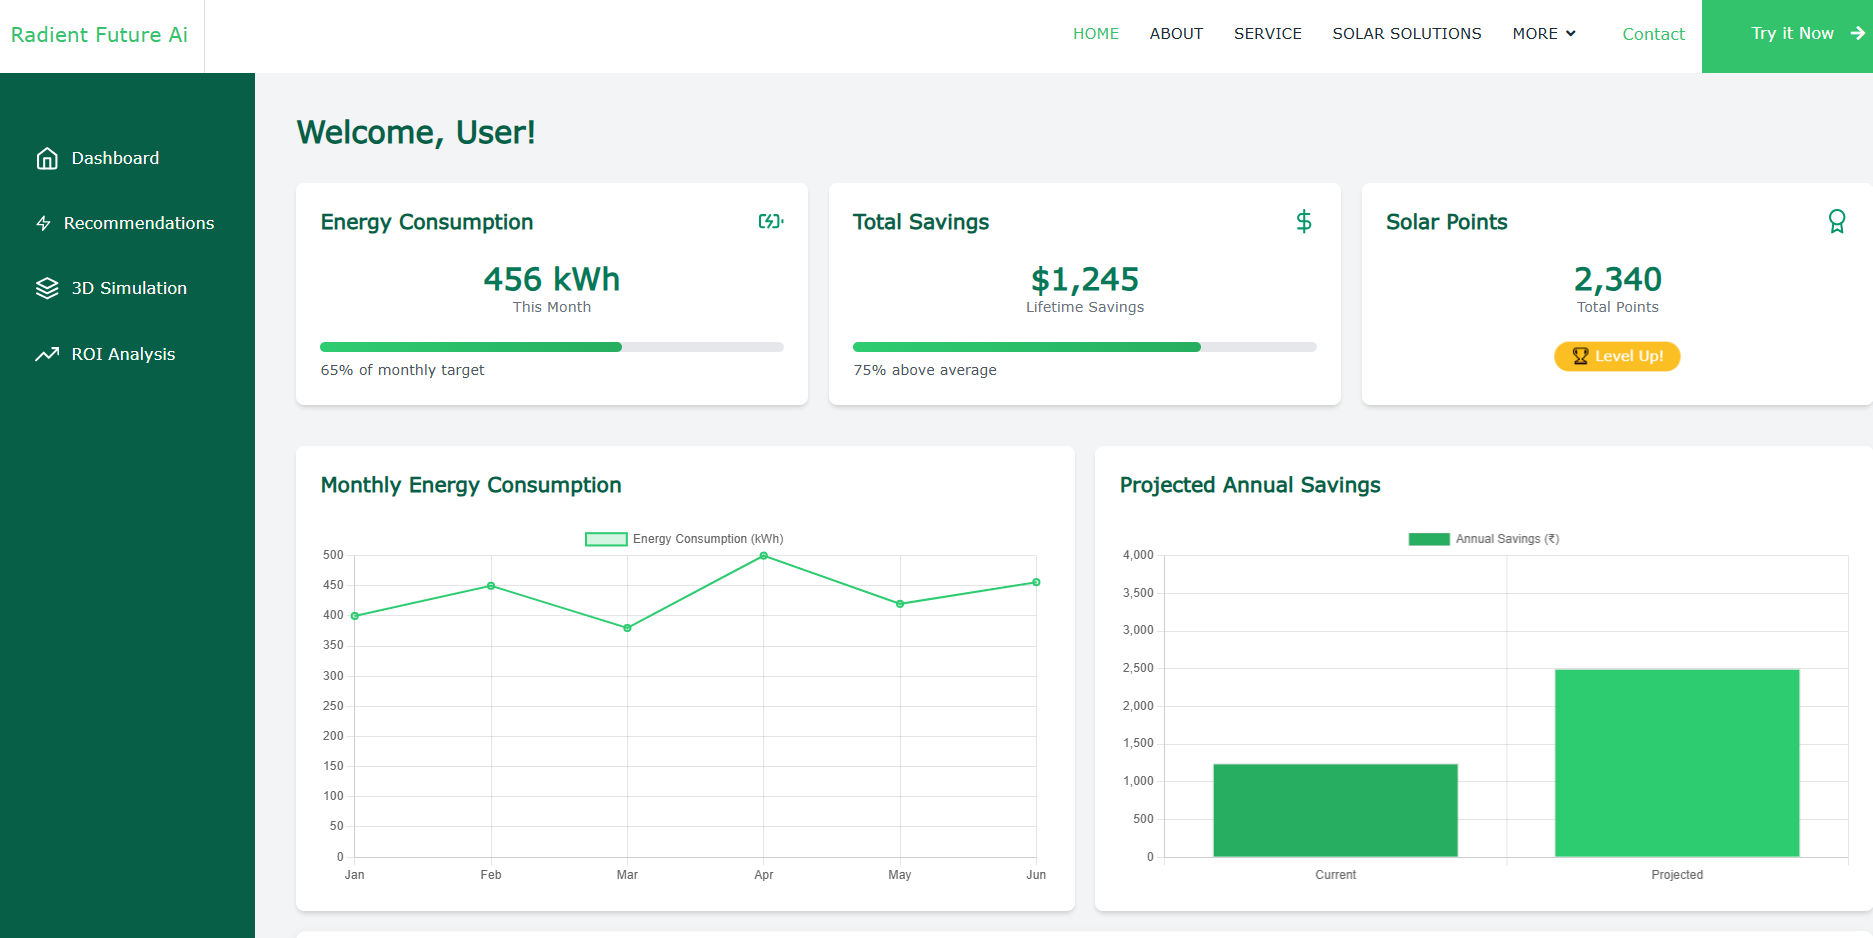 Radient Future Ai
HOME ABOUT SERVICE SOLAR SOLUTIONS MORE Contact Try it Now
Dashboard
Recommendations
3D Simulation
ROI Analysis
Welcome, User!
Energy Consumption
456 kWh
This Month
65% of monthly target
Total Savings
$1,245
Lifetime Savings
75% above average
Solar Points
2,340
Total Points
Level Up!
Monthly Energy Consumption
Energy Consumption (kWh)
500
450
400
350
300
250
200
150
100
50
0
Jan Feb Mar Apr May Jun
Projected Annual Savings
Annual Savings (₹)
4,000
3,500
3,000
2,500
2,000
1,500
1,000
500
0
Current Projected